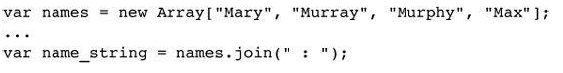 var names = new Array["Mary", "Murray", "Murphy", "Max"];
...
var name_string = names.join(" : ");